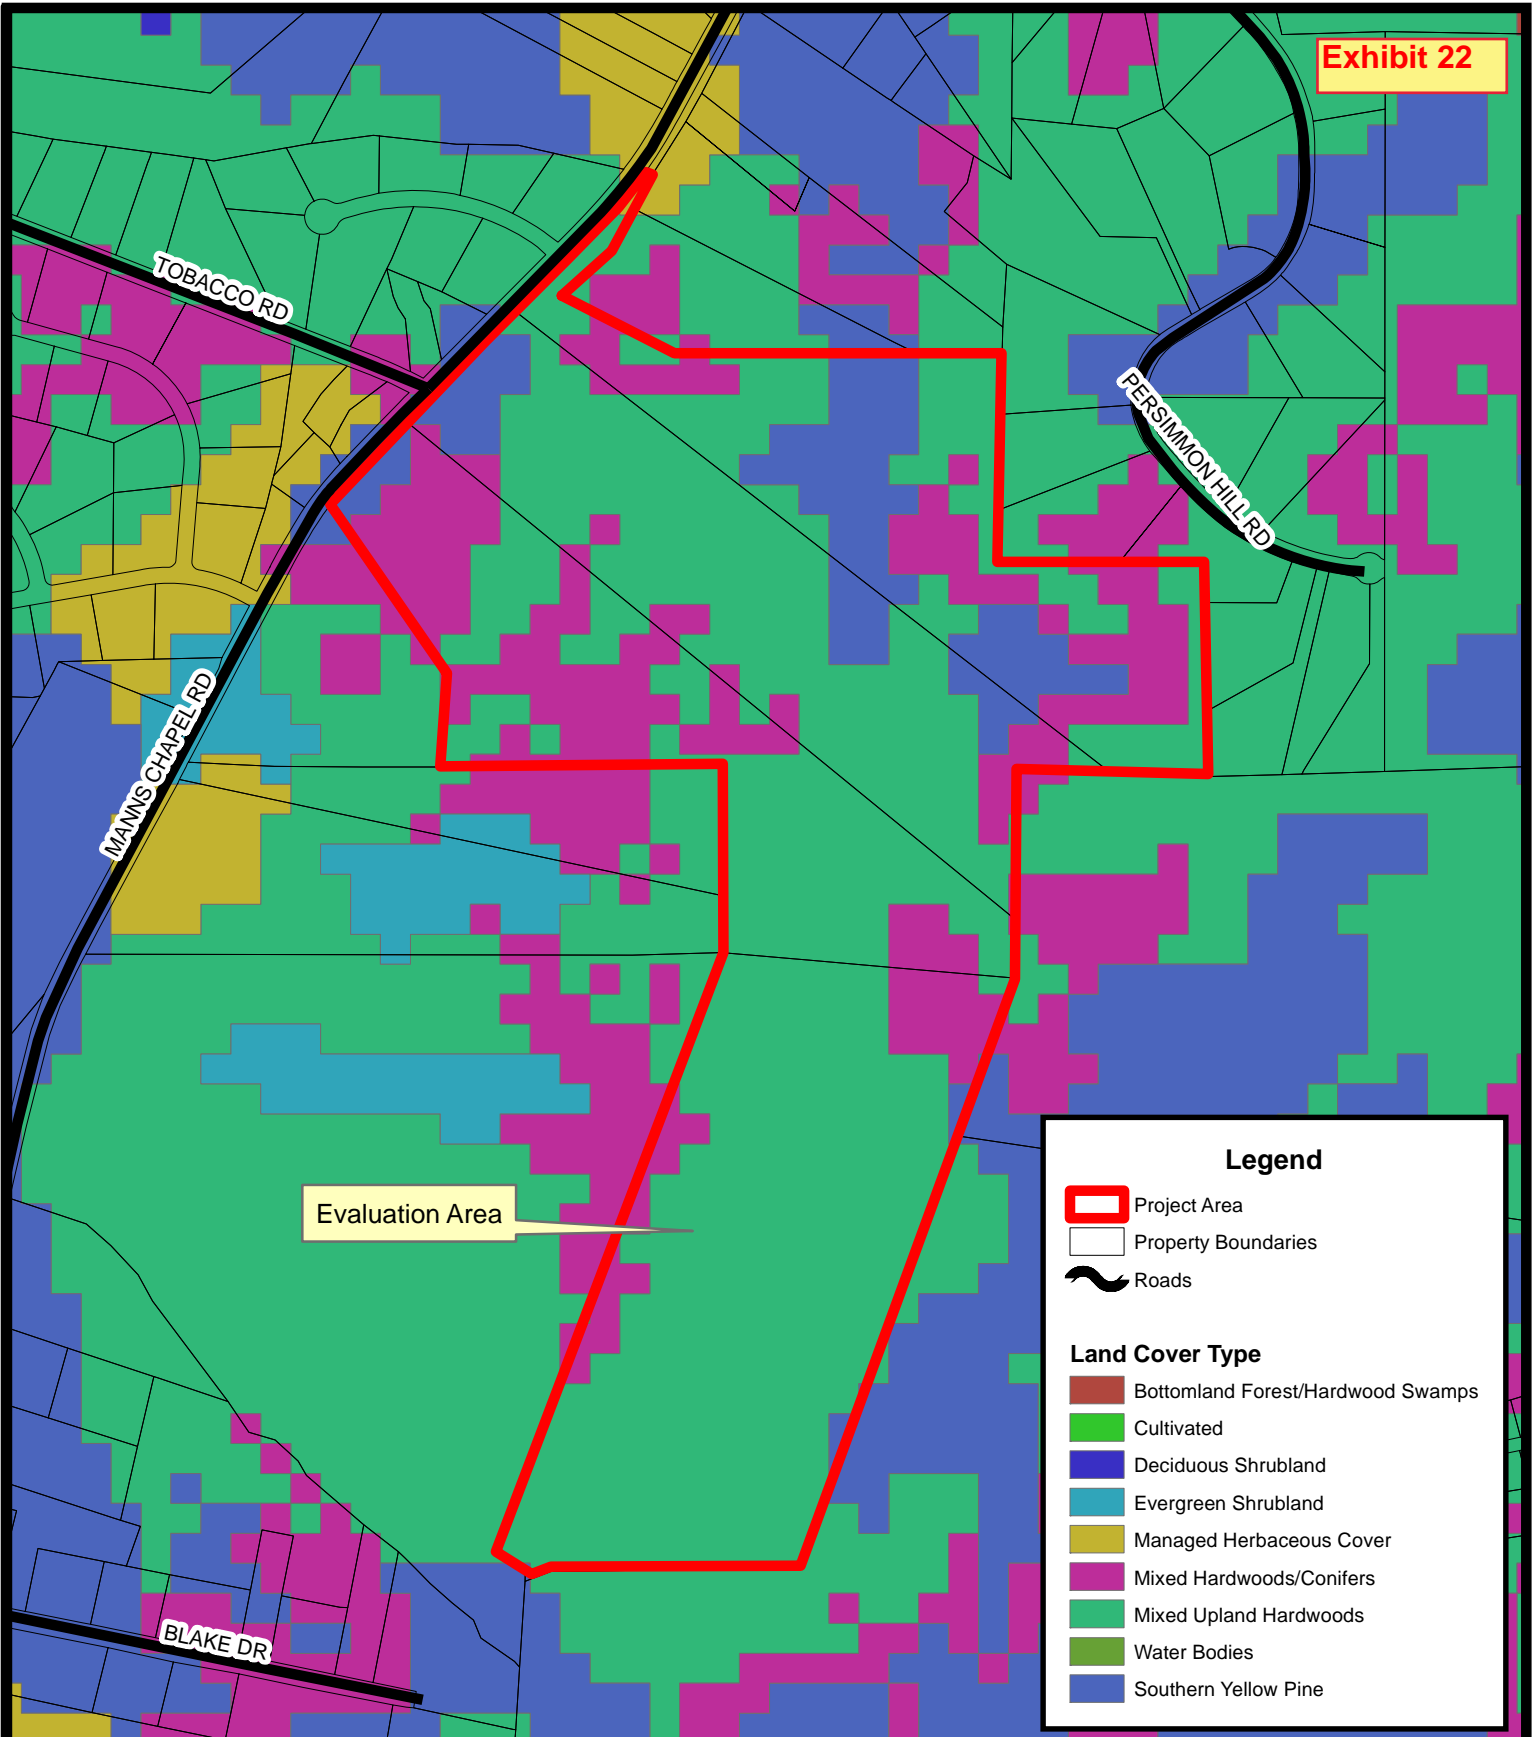 Exhibit 22
TOBACCO RD
PERSIMMON HILL RD
MANNS CHAPEL RD
Evaluation Area
BLAKE DR
Legend
Project Area
Property Boundaries
Roads
Land Cover Type
Bottomland Forest/Hardwood Swamps
Cultivated
Deciduous Shrubland
Evergreen Shrubland
Managed Herbaceous Cover
Mixed Hardwoods/Conifers
Mixed Upland Hardwoods
Water Bodies
Southern Yellow Pine